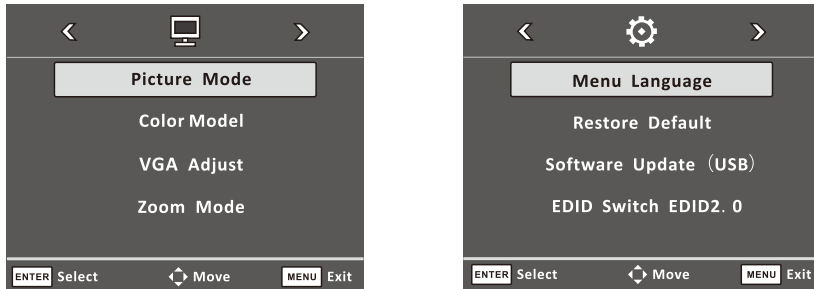 Picture Mode
Color Model
VGA Adjust
Zoom Mode
ENTER Select Move MENU Exit
Menu Language
Restore Default
Software Update (USB)
EDID Switch EDID2. 0
ENTER Select Move MENU Exit